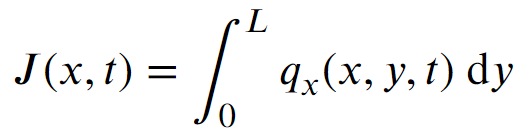 J(x, t) = ∫₀ᴸ qₓ(x, y, t) dy